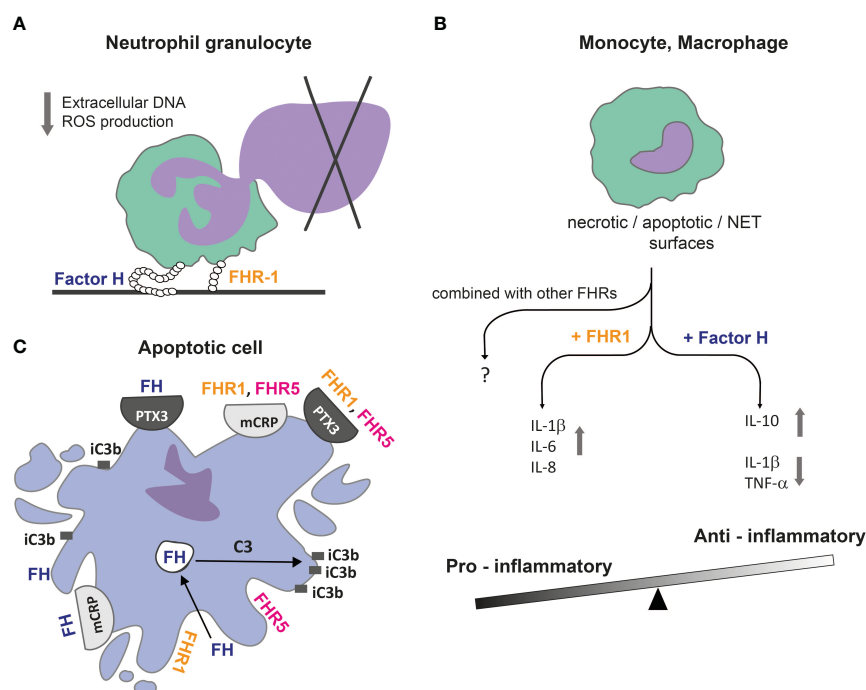 A
Neutrophil granulocyte
Extracellular DNA
ROS production
Factor H
FHR-1
B
Monocyte, Macrophage
necrotic / apoptotic / NET
surfaces
combined with other FHRs
+ FHR1
+ Factor H
?
IL-1β
IL-6
IL-8
IL-10
IL-1β
TNF-α
Anti - inflammatory
Pro - inflammatory
C
Apoptotic cell
FH
PTX3
FHR1, FHR5
mCRP
FHR1, FHR5
PTX3
iC3b
iC3b
FH
FH
mCRP
FH
C3
iC3b
iC3b
iC3b
FHR5
FHR1
FH